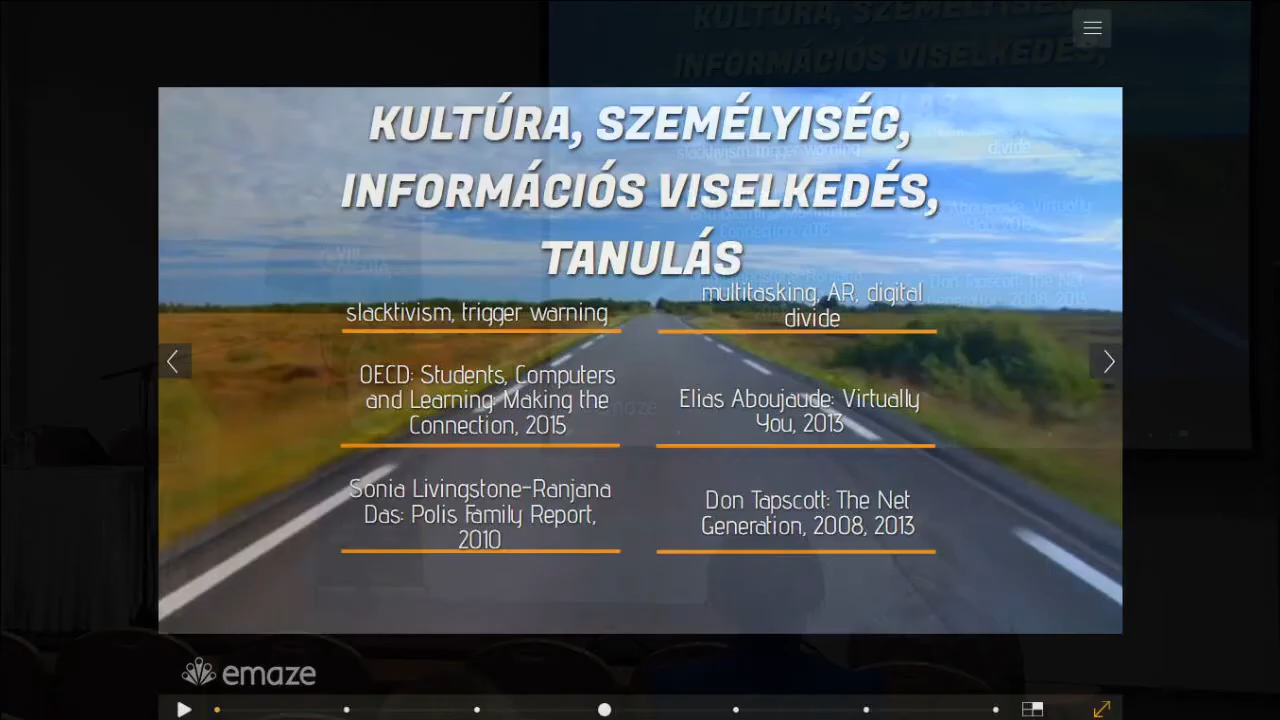 KULTÚRA, SZEMÉLYISÉG,
INFORMÁCIÓS VISELKEDÉS,
TANULÁS
slacktivism, trigger warning
multitasking, AR, digital
divide
OECD: Students, Computers
and Learning: Making the
Connection, 2015
Elias Aboujaude: Virtually
You, 2013
Sonia Livingstone-Ranjana
Das: Polis Family Report,
2010
Don Tapscott: The Net
Generation, 2008, 2013
emaze